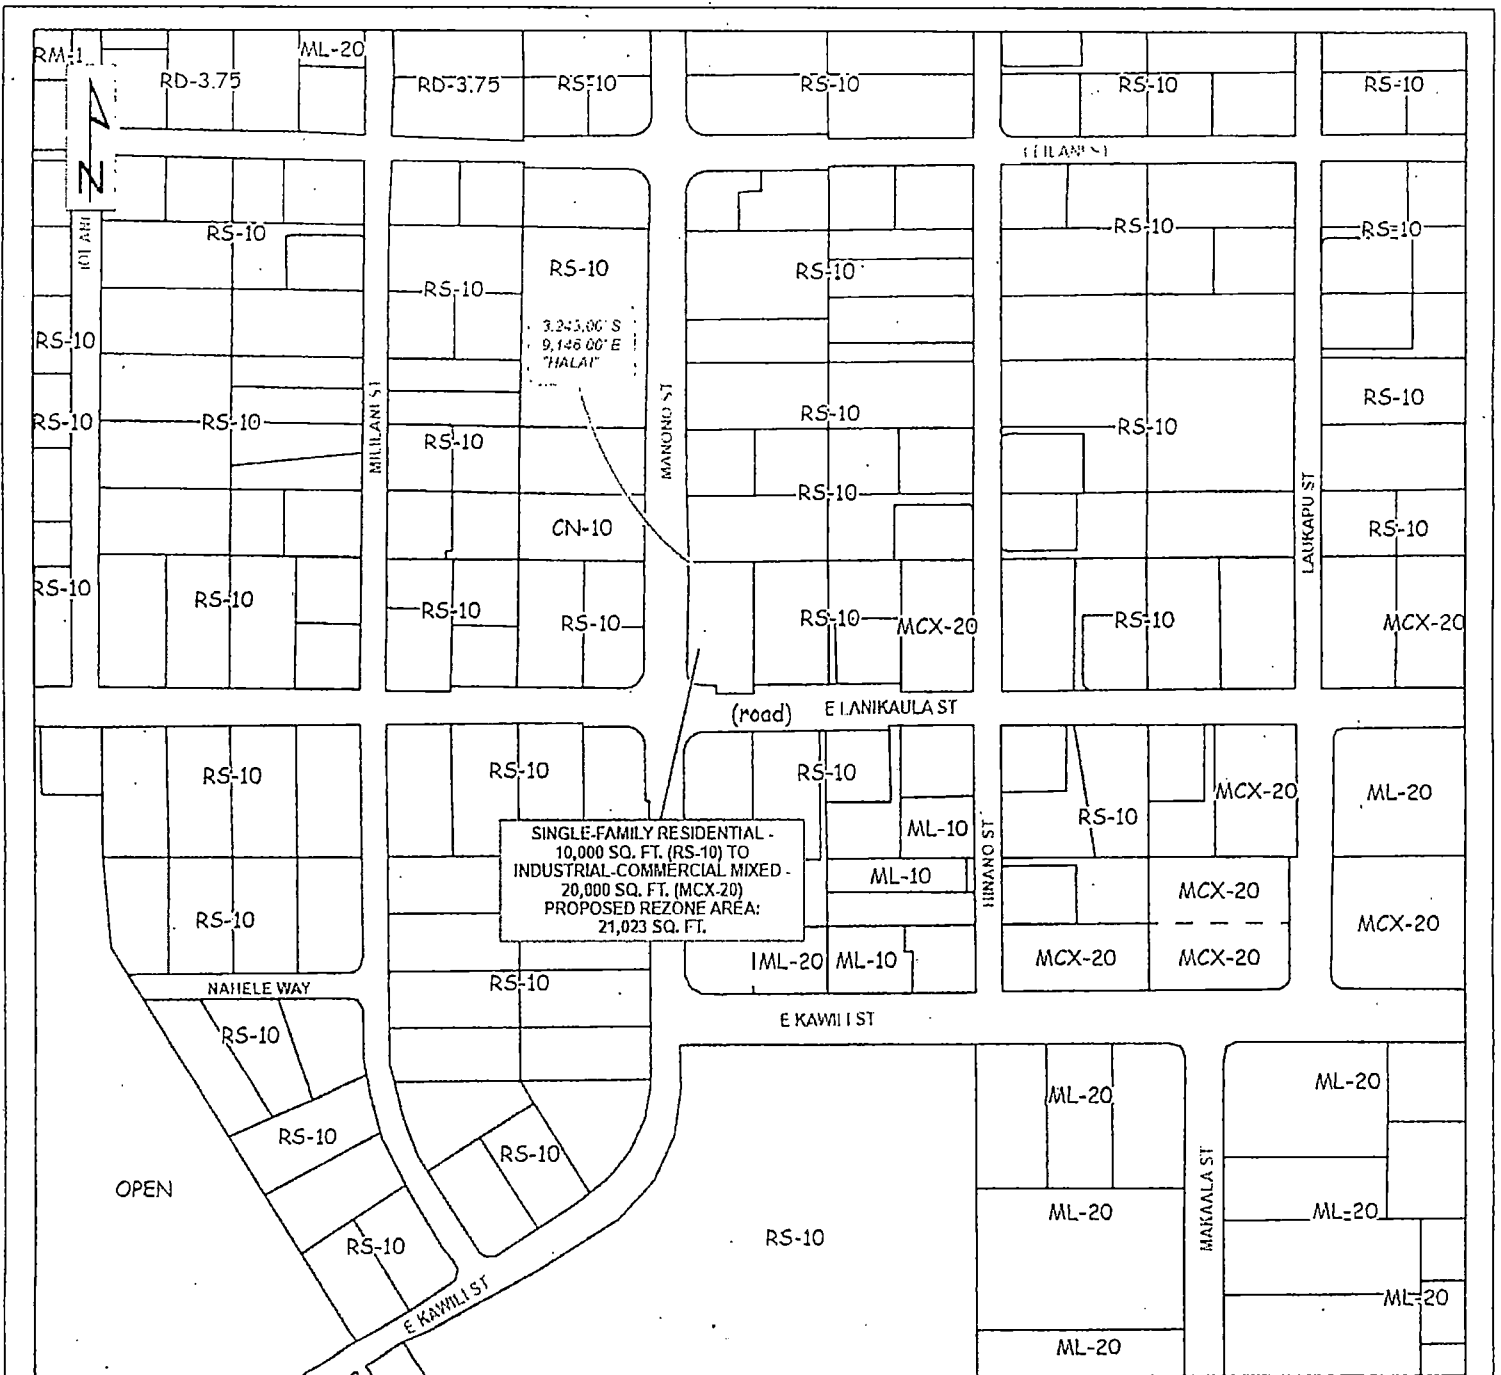 RM-1
ML-20
RD-3.75
RD-3.75
RS-10
RS-10
RS-10
RS-10
N
RS-10
RS-10
RS-10
RS-10
RS-10
RS-10
RS-10
9,146.00' E
"HALAI"
RS-10
MILILANI ST
MANONO ST
RS-10
RS-10
RS-10
RS-10
RS-10
RS-10
RS-10
RS-10
CN-10
LAUKAPU ST
RS-10
RS-10
RS-10
RS-10
RS-10
RS-10
MCX-20
RS-10
MCX-20
(road)
E LANIKAULA ST
RS-10
RS-10
RS-10
MCX-20
ML-20
RS-10
ML-10
SINGLE-FAMILY RESIDENTIAL -
10,000 SQ. FT. (RS-10) TO
INDUSTRIAL-COMMERCIAL MIXED -
20,000 SQ. FT. (MCX-20)
PROPOSED REZONE AREA:
21,023 SQ. FT.
HINANO ST
ML-10
MCX-20
RS-10
MCX-20
ML-20
ML-10
MCX-20
MCX-20
RS-10
NAHELE WAY
E KAWILI ST
RS-10
ML-20
ML-20
RS-10
RS-10
OPEN
MAKAALA ST
ML-20
ML-20
RS-10
RS-10
E KAWILI ST
ML-20
ML-20